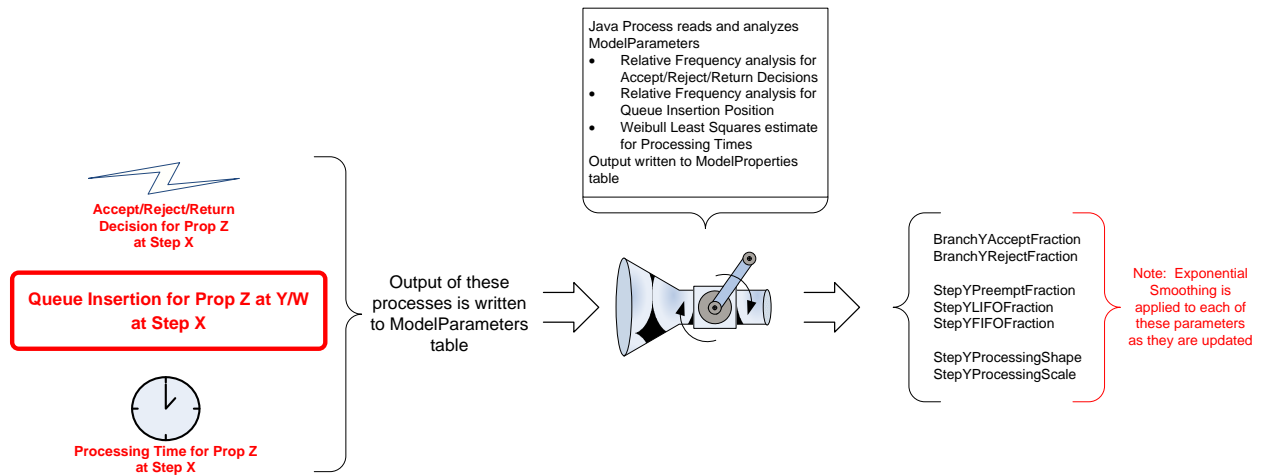 Accept/Reject/Return
Decision for Prop Z
at Step X
Queue Insertion for Prop Z at Y/W
at Step X
Processing Time for Prop Z
at Step X
Output of these
processes is written
to ModelParameters
table
Java Process reads and analyzes
ModelParameters
• Relative Frequency analysis for
Accept/Reject/Return Decisions
• Relative Frequency analysis for
Queue Insertion Position
• Weibull Least Squares estimate
for Processing Times
Output written to ModelProperties
table
BranchYAcceptFraction
BranchYRejectFraction
StepYPreemptFraction
StepYLIFOFraction
StepYFIFOFraction
StepYProcessingShape
StepYProcessingScale
Note: Exponential
Smoothing is
applied to each of
these parameters
as they are updated